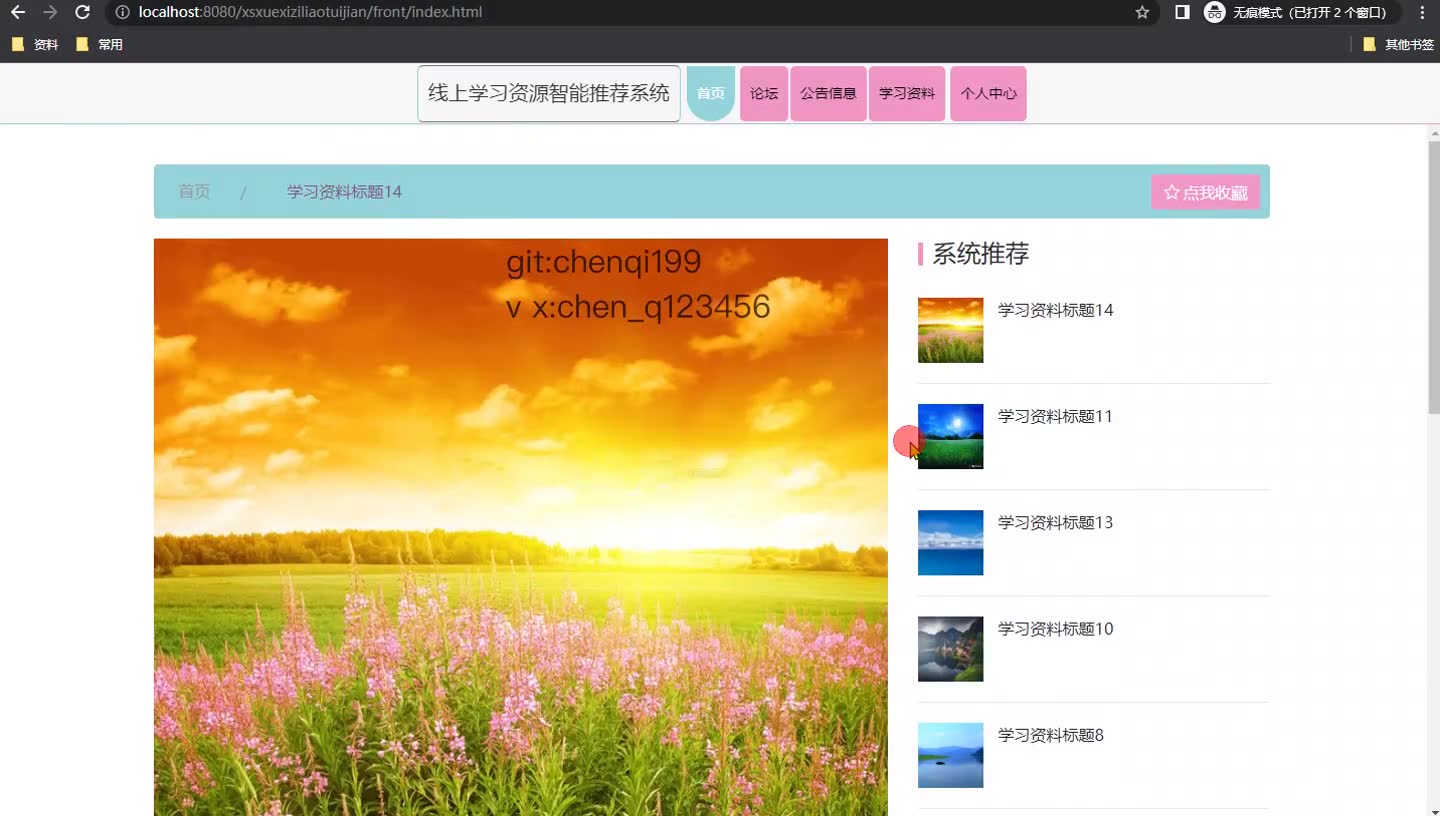 localhost:8080/xsxuexiziliaotuijian/front/index.html
无痕模式（已打开 2 个窗口）
资料
常用
其他书签
线上学习资源智能推荐系统
首页
论坛
公告信息
学习资料
个人中心
首页 / 学习资料标题14
点我收藏
git:chenqi199
v x:chen_q123456
系统推荐
学习资料标题14
学习资料标题11
学习资料标题13
学习资料标题10
学习资料标题8